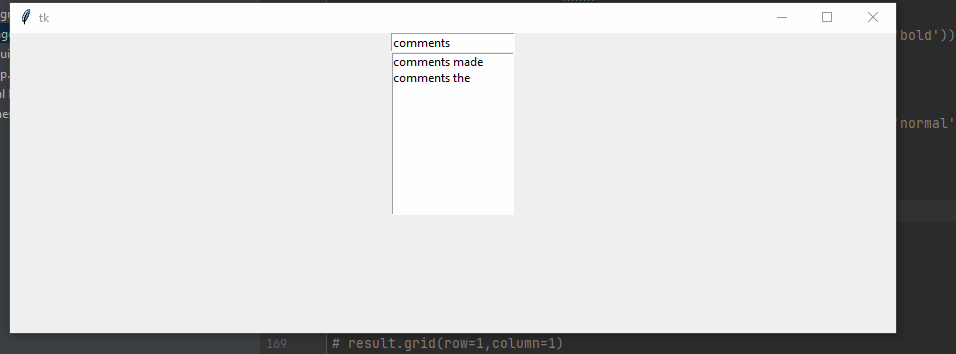 tk
comments
comments made
comments the
'bold'))
'normal'
169 # result.grid(row=1,column=1)